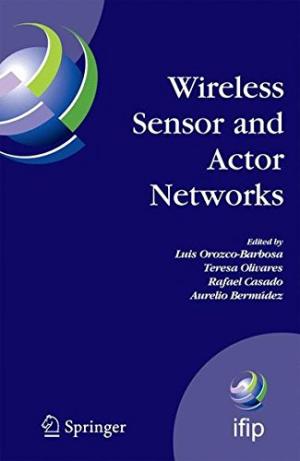 Wireless
Sensor and
Actor
Networks
Edited by
Luis Orozco-Barbosa
Teresa Olivares
Rafael Casado
Aurelio Bermúdez
Springer
ifip